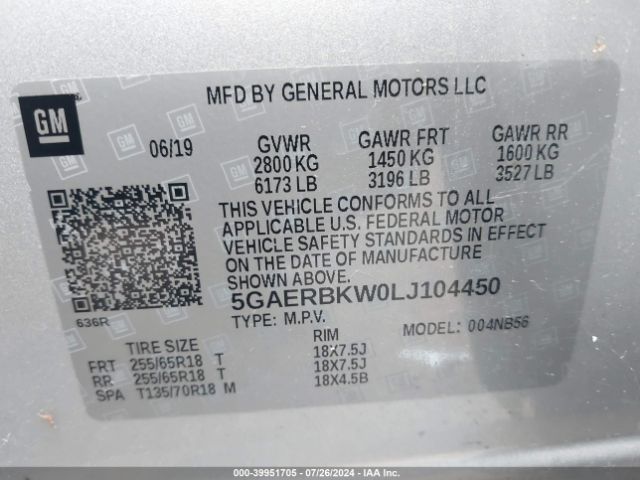 MFD BY GENERAL MOTORS LLC
GM
06/19 GVWR GAWR FRT GAWR RR
2800 KG 1450 KG 1600 KG
6173 LB 3196 LB 3527 LB
THIS VEHICLE CONFORMS TO ALL
APPLICABLE U.S. FEDERAL MOTOR
VEHICLE SAFETY STANDARDS IN EFFECT
ON THE DATE OF MANUFACTURE
SHOWN ABOVE.
636R
5GAERBKW0LJ104450
TYPE: M.P.V. MODEL: 004NB56
TIRE SIZE RIM
FRT 255/65R18 T 18X7.5J
RR 255/65R18 T 18X7.5J
SPA T135/70R18 M 18X4.5B
000-39951705 - 07/26/2024 - IAA Inc.